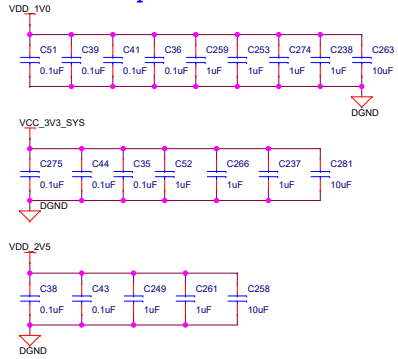 VDD_1V0
C51 C39 C41 C36 C259 C253 C274 C238 C263
0.1uF 0.1uF 0.1uF 0.1uF 1uF 1uF 1uF 1uF 10uF
DGND
VCC_3V3_SYS
C275 C44 C35 C52 C266 C237 C281
0.1uF 0.1uF 0.1uF 1uF 1uF 1uF 10uF
DGND
VDD_2V5
C38 C43 C249 C261 C258
0.1uF 0.1uF 1uF 1uF 10uF
DGND